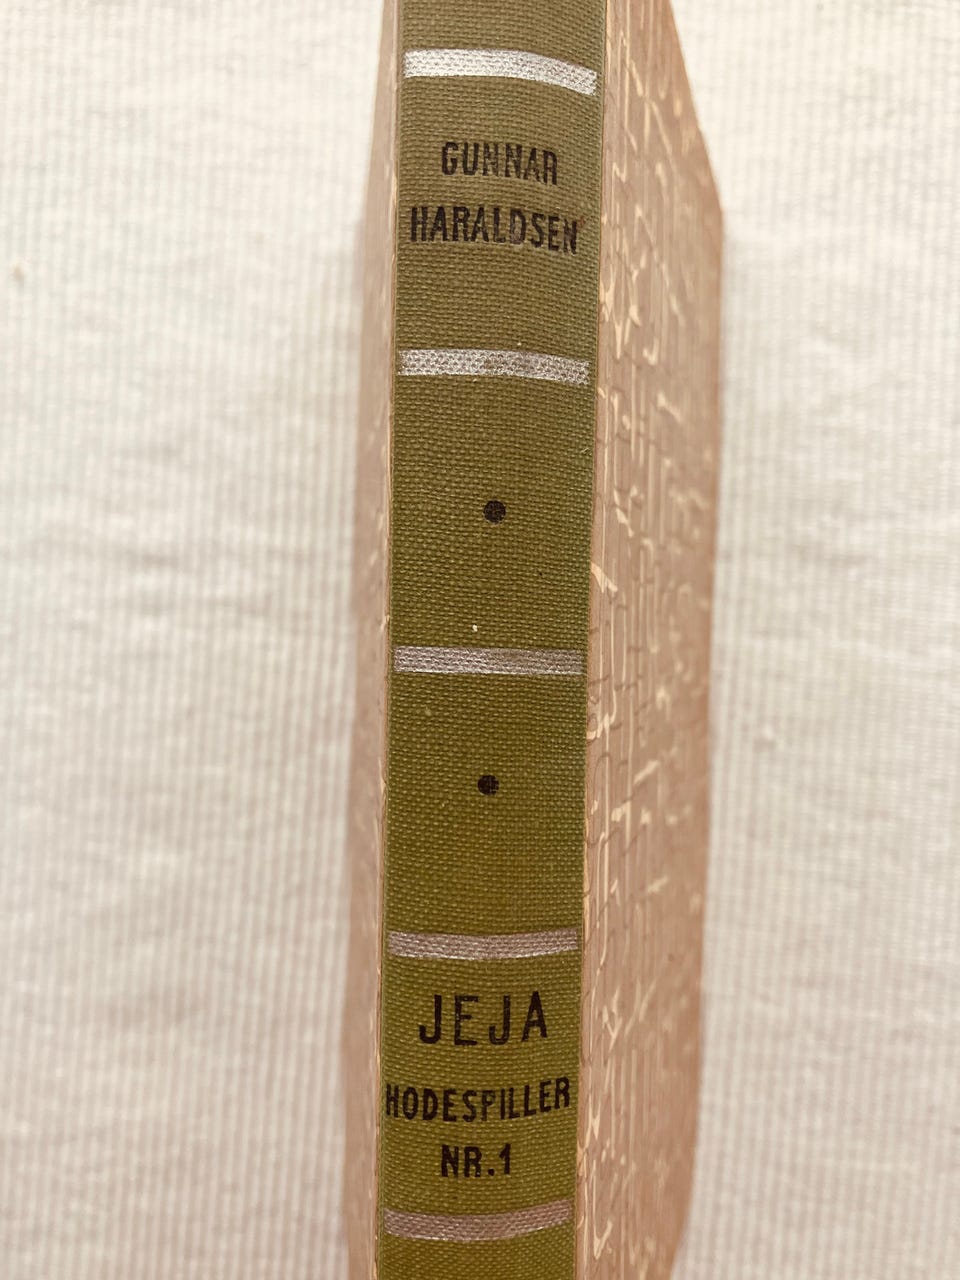 GUNNAR
HARALDSEN
JEJA
HODESPILLER
NR.1